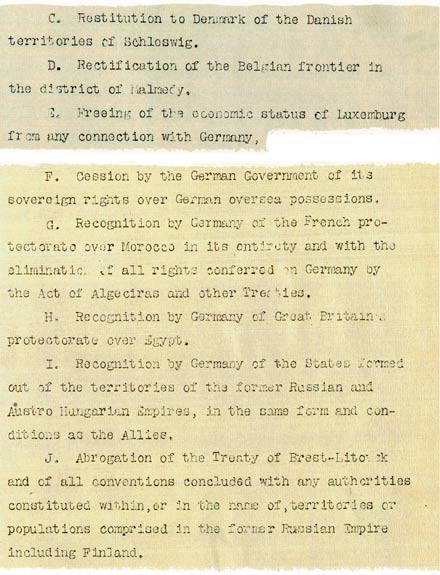 C. Restitution to Denmark of the Danish
territories of Schleswig.
D. Rectification of the Belgian frontier in
the district of Malmedy.
E. Freeing of the economic status of Luxemburg
from any connection with Germany,
F. Cession by the German Government of its
sovereign rights over German oversea possessions.
G. Recognition by Germany of the French pro-
tectorate over Morocco in its entirety and with the
elimination of all rights conferred on Germany by
the Act of Algeciras and other Treaties.
H. Recognition by Germany of Great Britain's
protectorate over Egypt.
I. Recognition by Germany of the States formed
out of the territories of the former Russian and
Austro Hungarian Empires, in the same form and con-
ditions as the Allies.
J. Abrogation of the Treaty of Brest-Litovsk
and of all conventions concluded with any authorities
constituted within,or in the name of,territories or
populations comprised in the former Russian Empire
including Finland.